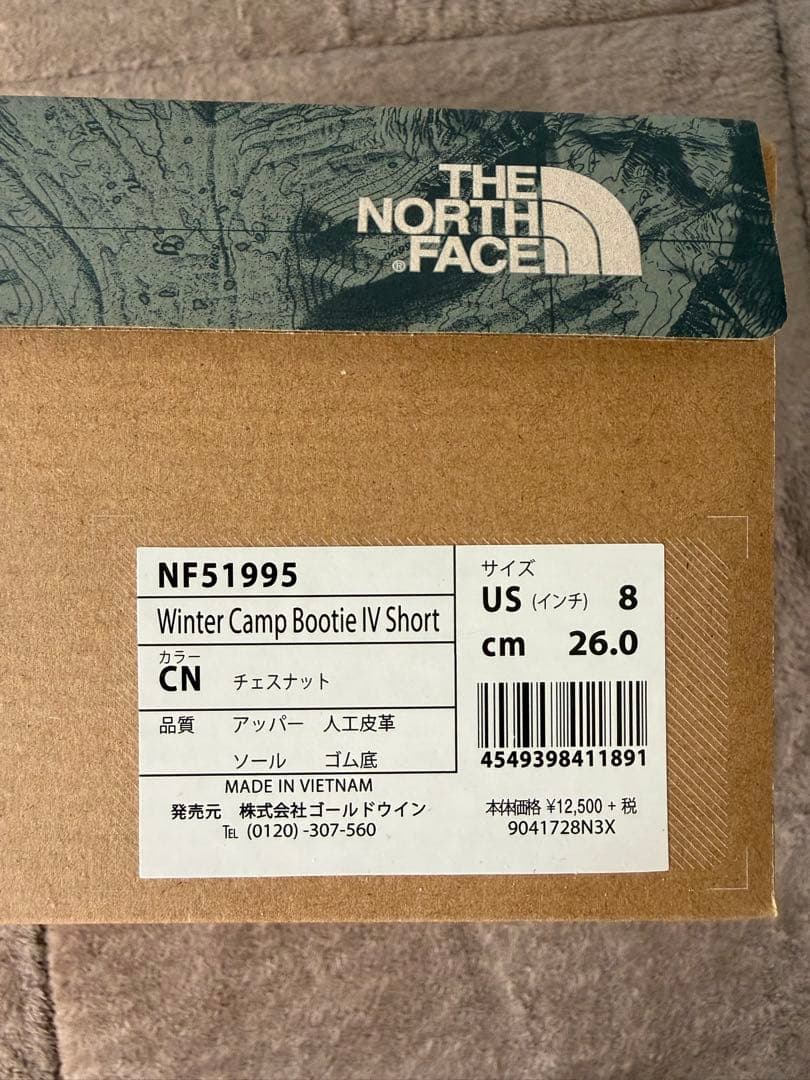 THE
NORTH
FACE
®
NF51995
Winter Camp Bootie IV Short
カラー
CN チェスナット
品質 アッパー 人工皮革
ソール ゴム底
MADE IN VIETNAM
発売元 株式会社ゴールドウイン
TEL (0120) -307-560
サイズ
US (インチ) 8
cm 26.0
4549398411891
本体価格 ¥12,500 + 税
9041728N3X